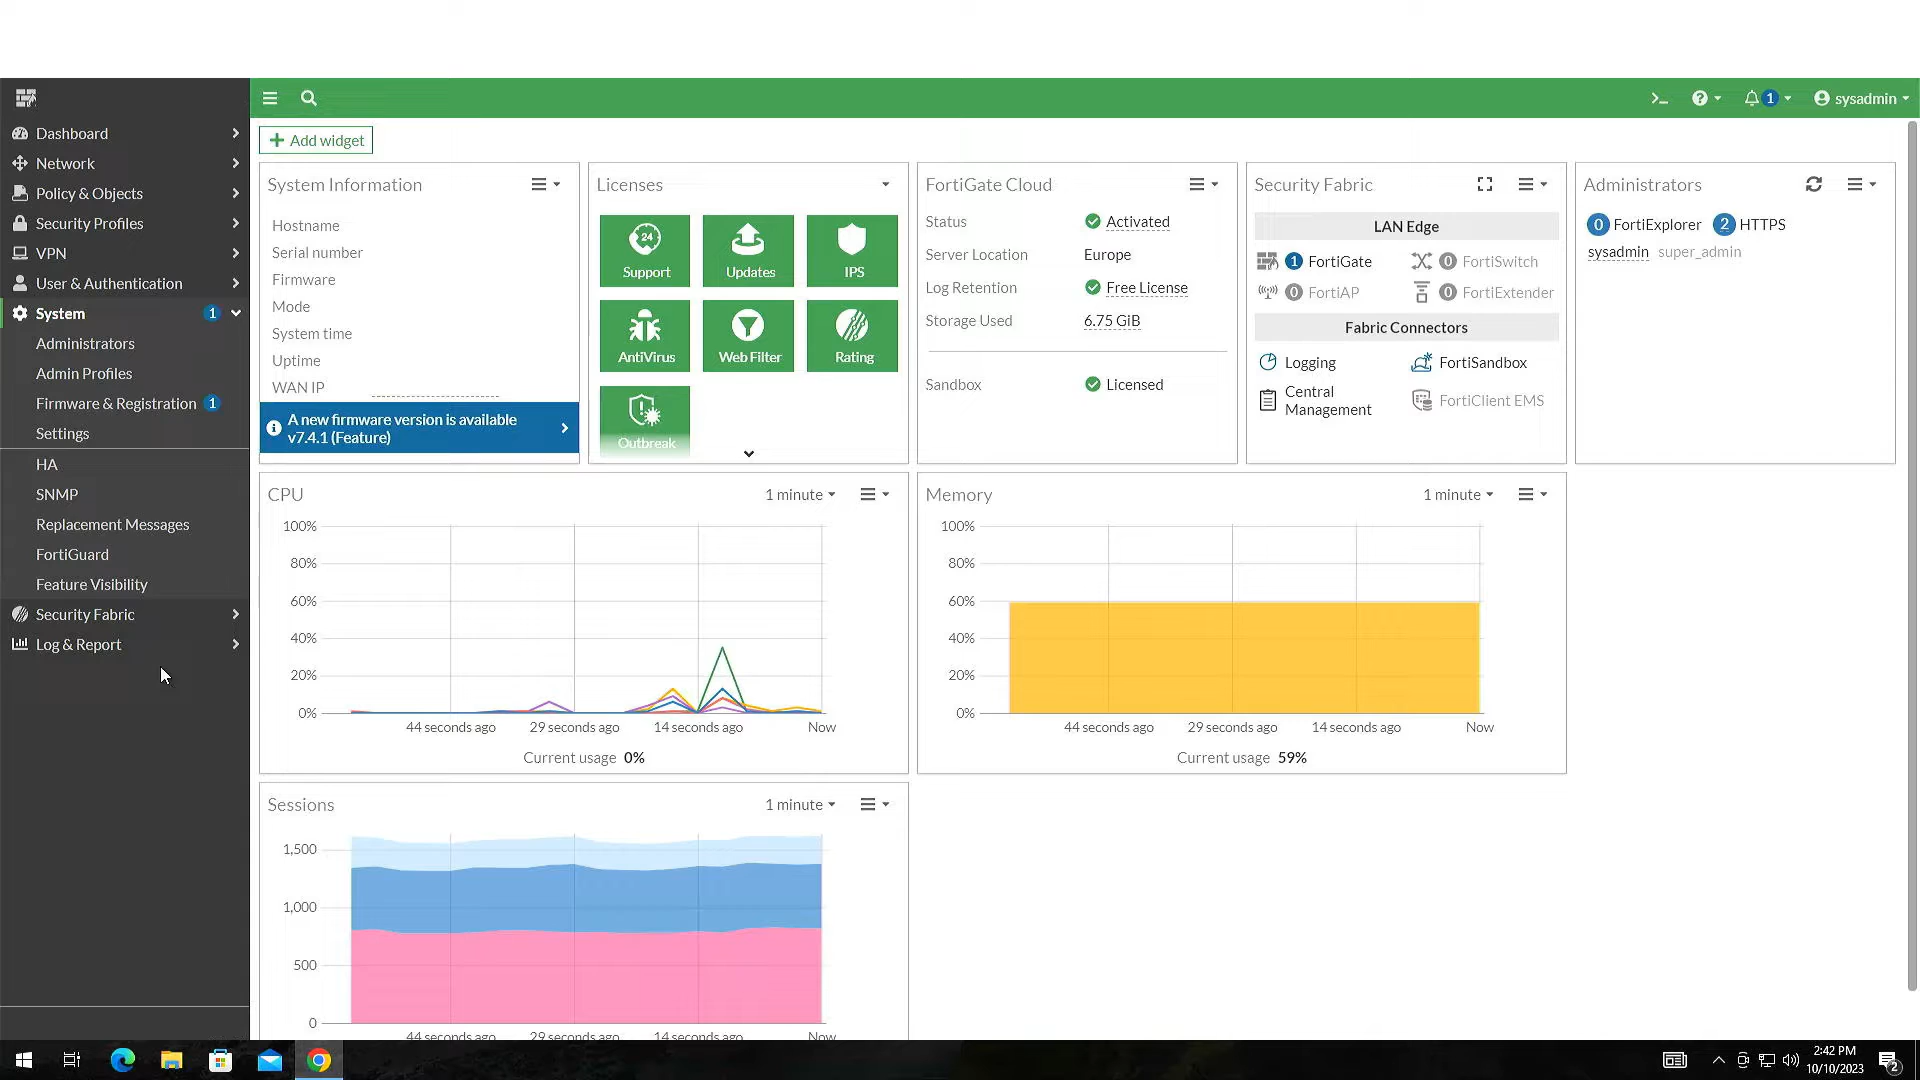 1
sysadmin
Dashboard
Network
Policy & Objects
Security Profiles
VPN
User & Authentication
System 1
Administrators
Admin Profiles
Firmware & Registration 1
Settings
HA
SNMP
Replacement Messages
FortiGuard
Feature Visibility
Security Fabric
Log & Report
Add widget
System Information
Hostname
Serial number
Firmware
Mode
System time
Uptime
WAN IP
A new firmware version is available
v7.4.1 (Feature)
Licenses
24
Support
Updates
IPS
AntiVirus
Web Filter
Rating
Outbreak
FortiGate Cloud
Status Activated
Server Location Europe
Log Retention Free License
Storage Used 6.75 GiB
Sandbox Licensed
Security Fabric
LAN Edge
1 FortiGate 0 FortiSwitch
0 FortiAP 0 FortiExtender
Fabric Connectors
Logging FortiSandbox
Central
Management
FortiClient EMS
Administrators
0 FortiExplorer 2 HTTPS
sysadmin super_admin
CPU 1 minute
100%
80%
60%
40%
20%
0%
44 seconds ago 29 seconds ago 14 seconds ago Now
Current usage 0%
Memory 1 minute
100%
80%
60%
40%
20%
0%
44 seconds ago 29 seconds ago 14 seconds ago Now
Current usage 59%
Sessions 1 minute
1,500
1,000
500
0
44 seconds ago 29 seconds ago 14 seconds ago Now
2:42 PM
10/10/2023
2